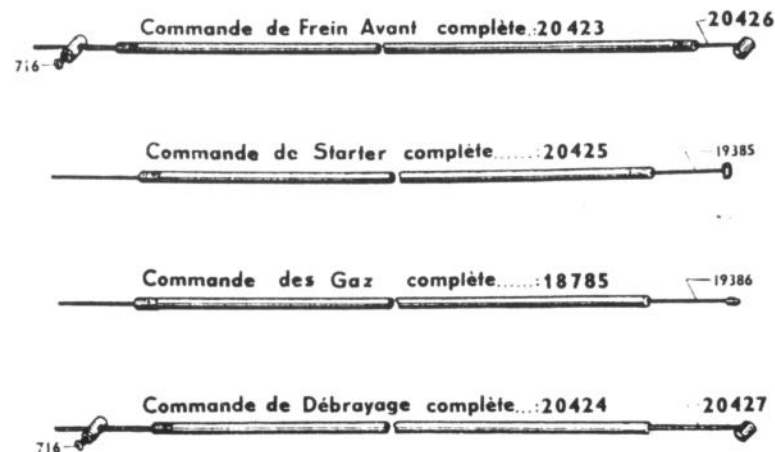 Commande de Frein Avant complète..:20423
20426
716
Commande de Starter complète......:20425
19385
Commande des Gaz complète......:18785
19386
Commande de Débrayage complète....:20424
20427
716